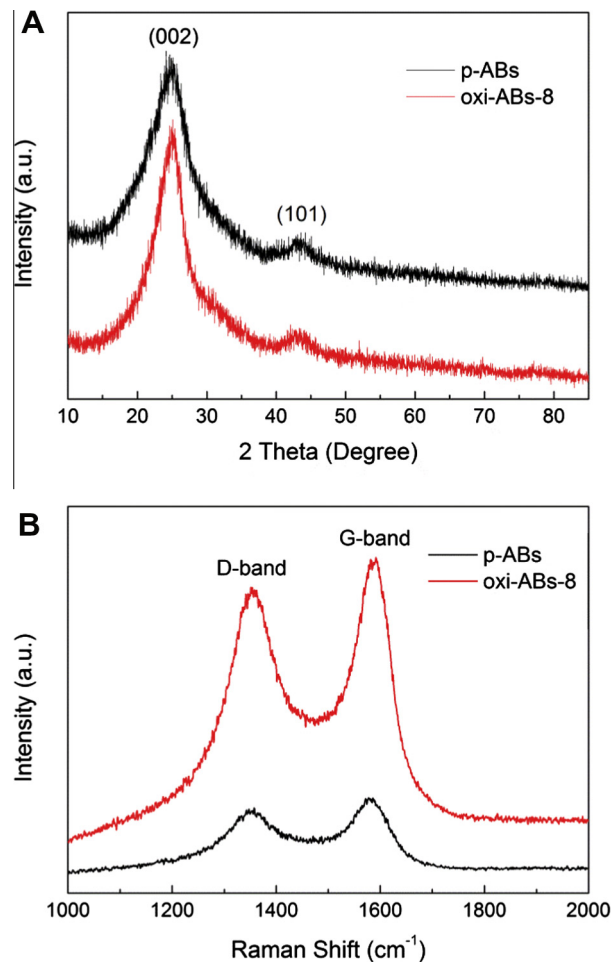 A
(002)
p-ABs
oxi-ABs-8
(101)
Intensity (a.u.)
10 20 30 40 50 60 70 80
2 Theta (Degree)
B
G-band
D-band
p-ABs
oxi-ABs-8
Intensity (a.u.)
1000 1200 1400 1600 1800 2000
Raman Shift (cm⁻¹)